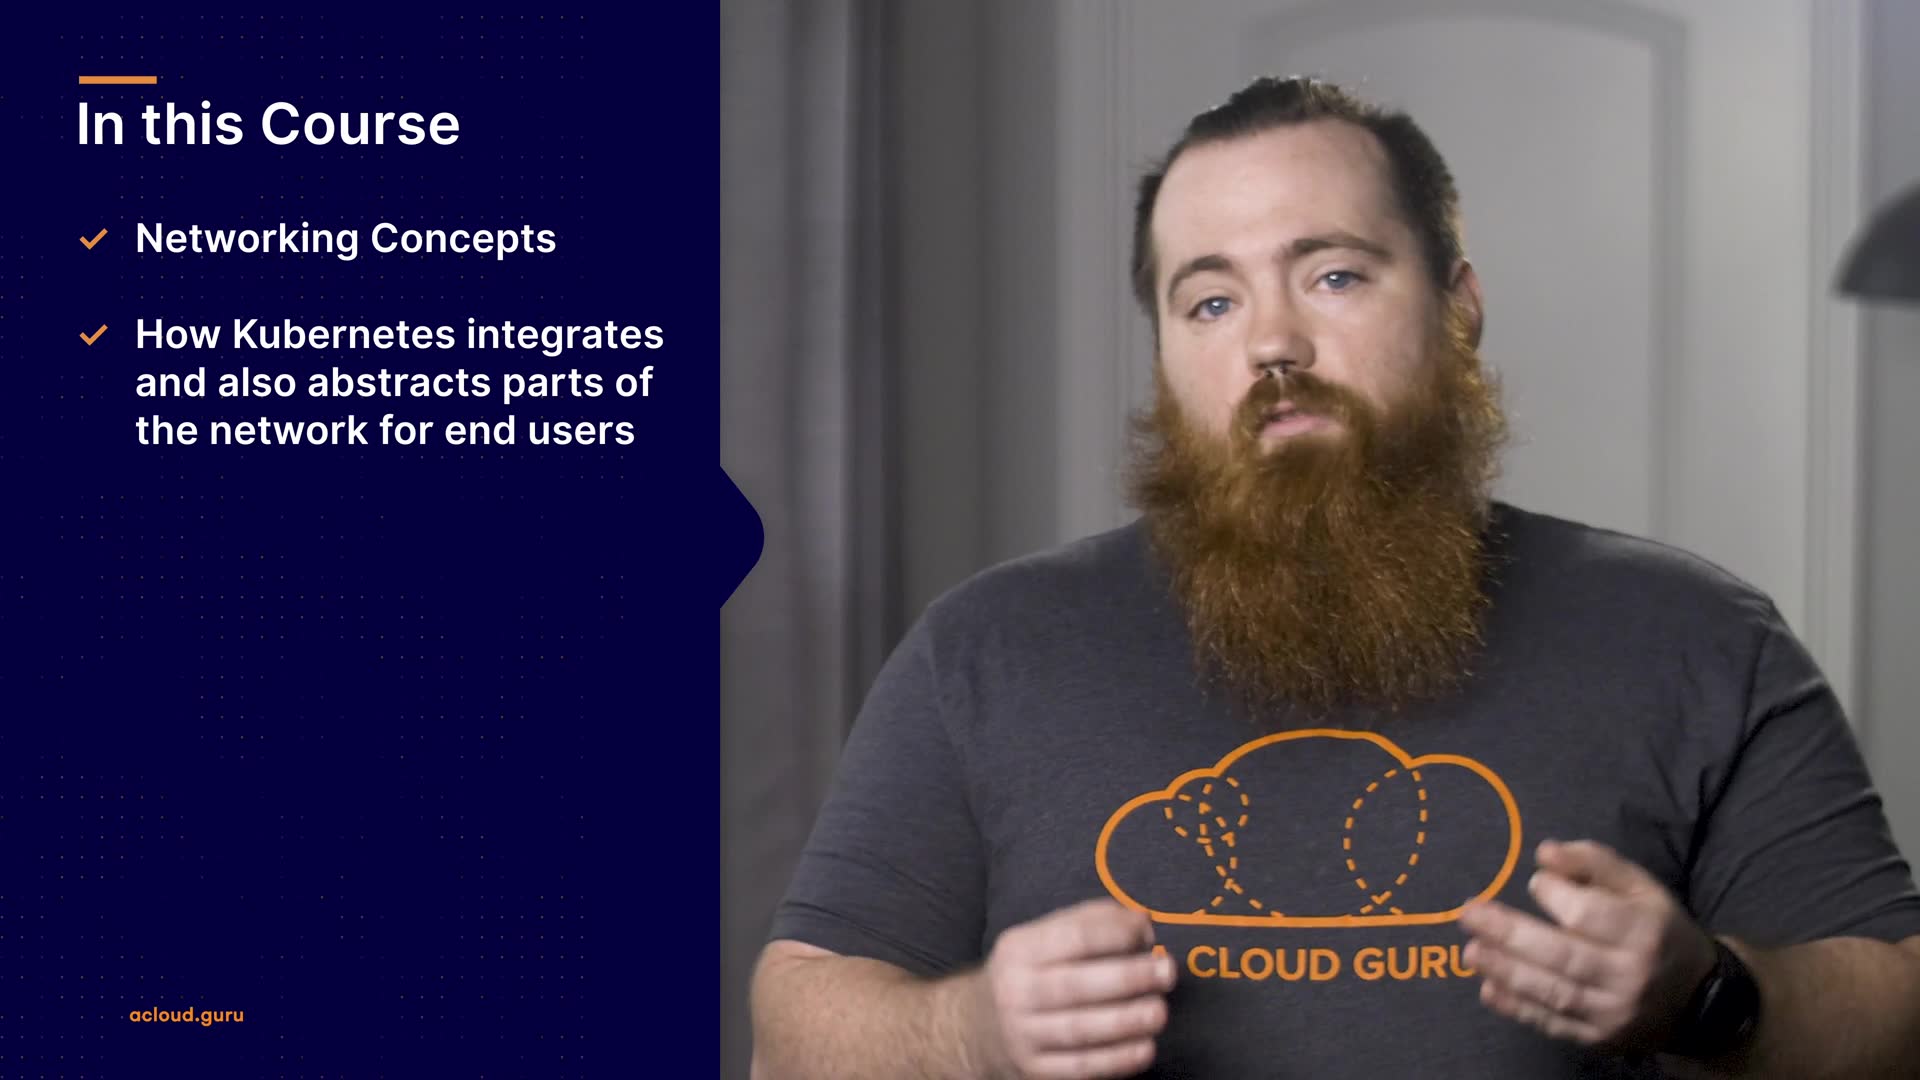 In this Course
Networking Concepts
How Kubernetes integrates
and also abstracts parts of
the network for end users
A CLOUD GURU
acloud.guru